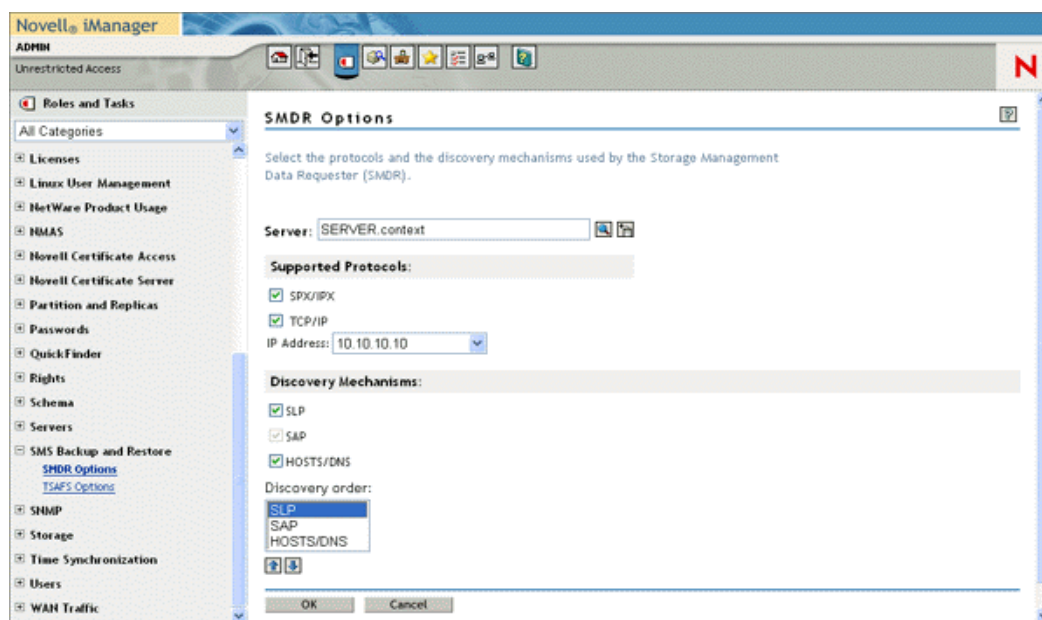 Novell® iManager
ADMIN
Unrestricted Access
N
Roles and Tasks
All Categories
Licenses
Linux User Management
NetWare Product Usage
NMAS
Novell Certificate Access
Novell Certificate Server
Partition and Replicas
Passwords
QuickFinder
Rights
Schema
Servers
SMS Backup and Restore
SMDR Options
TSAFS Options
SNMP
Storage
Time Synchronization
Users
WAN Traffic
SMDR Options
Select the protocols and the discovery mechanisms used by the Storage Management
Data Requester (SMDR).
Server: SERVER.context
Supported Protocols:
SPX/IPX
TCP/IP
IP Address: 10.10.10.10
Discovery Mechanisms:
SLP
SAP
HOSTS/DNS
Discovery order:
SLP
SAP
HOSTS/DNS
OK Cancel